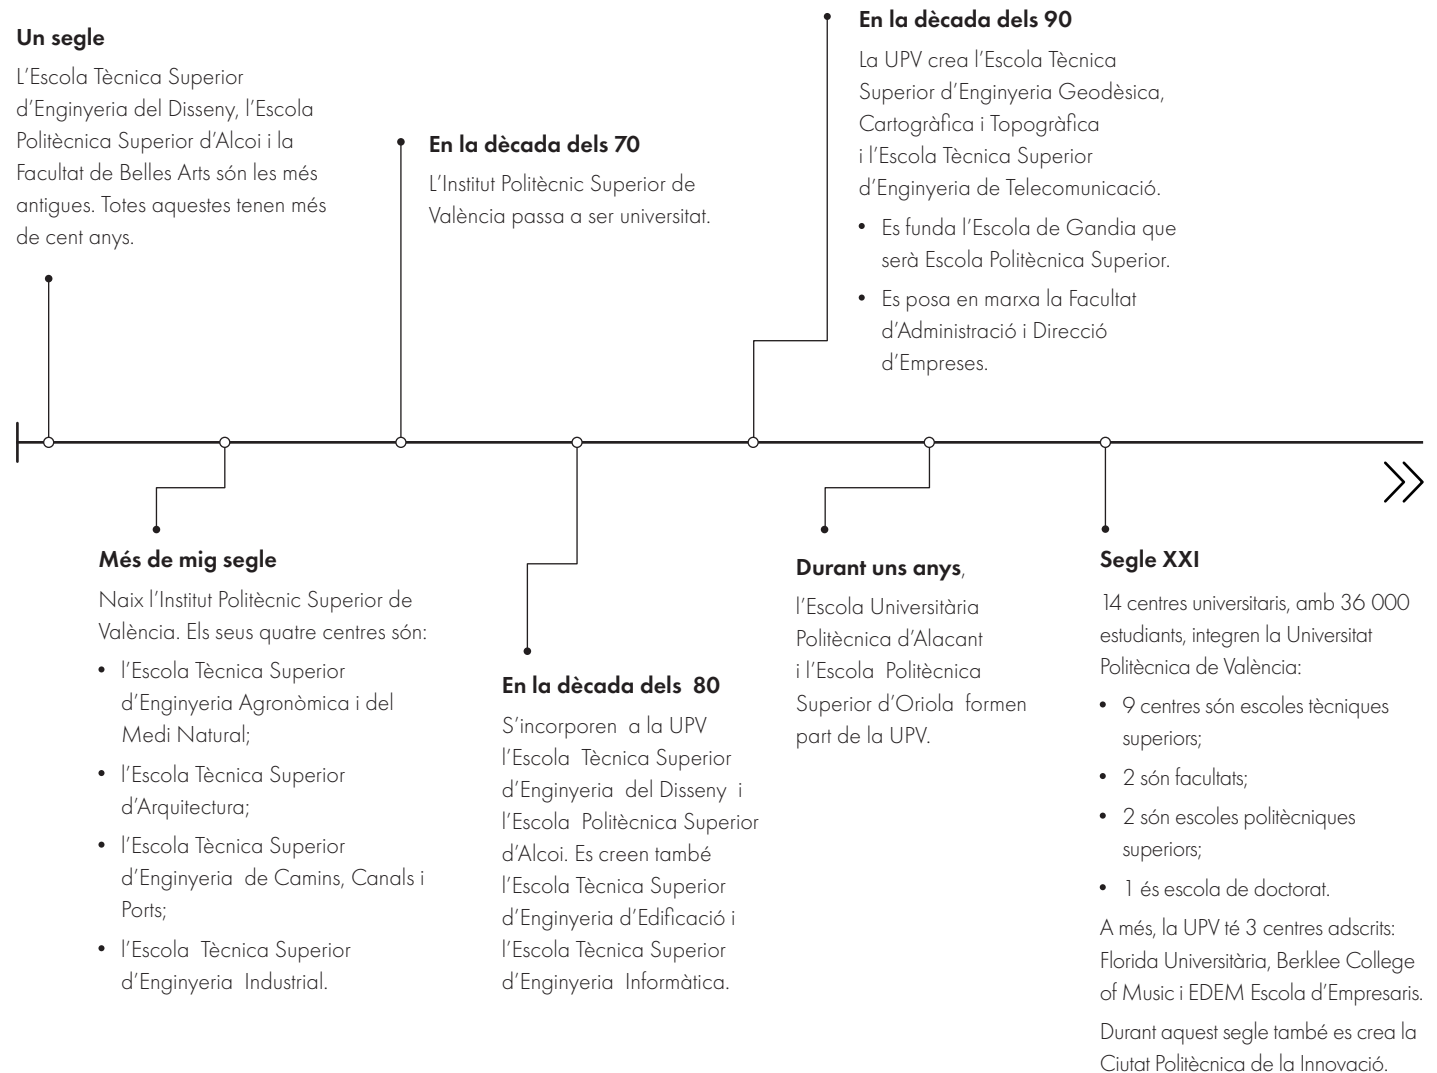 Un segle
L'Escola Tècnica Superior
d'Enginyeria del Disseny, l'Escola
Politècnica Superior d'Alcoi i la
Facultat de Belles Arts són les més
antigues. Totes aquestes tenen més
de cent anys.
Més de mig segle
Naix l'Institut Politècnic Superior de
València. Els seus quatre centres són:
• l'Escola Tècnica Superior
d'Enginyeria Agronòmica i del
Medi Natural;
• l'Escola Tècnica Superior
d'Arquitectura;
• l'Escola Tècnica Superior
d'Enginyeria de Camins, Canals i
Ports;
• l'Escola Tècnica Superior
d'Enginyeria Industrial.
En la dècada dels 70
L'Institut Politècnic Superior de
València passa a ser universitat.
En la dècada dels 80
S'incorporen a la UPV
l'Escola Tècnica Superior
d'Enginyeria del Disseny i
l'Escola Politècnica Superior
d'Alcoi. Es creen també
l'Escola Tècnica Superior
d'Enginyeria d'Edificació i
l'Escola Tècnica Superior
d'Enginyeria Informàtica.
En la dècada dels 90
La UPV crea l'Escola Tècnica
Superior d'Enginyeria Geodèsica,
Cartogràfica i Topogràfica
i l'Escola Tècnica Superior
d'Enginyeria de Telecomunicació.
• Es funda l'Escola de Gandia que
serà Escola Politècnica Superior.
• Es posa en marxa la Facultat
d'Administració i Direcció
d'Empreses.
Durant uns anys,
l'Escola Universitària
Politècnica d'Alacant
i l'Escola Politècnica
Superior d'Oriola formen
part de la UPV.
Segle XXI
14 centres universitaris, amb 36 000
estudiants, integren la Universitat
Politècnica de València:
• 9 centres són escoles tècniques
superiors;
• 2 són facultats;
• 2 són escoles politècniques
superiors;
• 1 és escola de doctorat.
A més, la UPV té 3 centres adscrits:
Florida Universitària, Berklee College
of Music i EDEM Escola d'Empresaris.
Durant aquest segle també es crea la
Ciutat Politècnica de la Innovació.